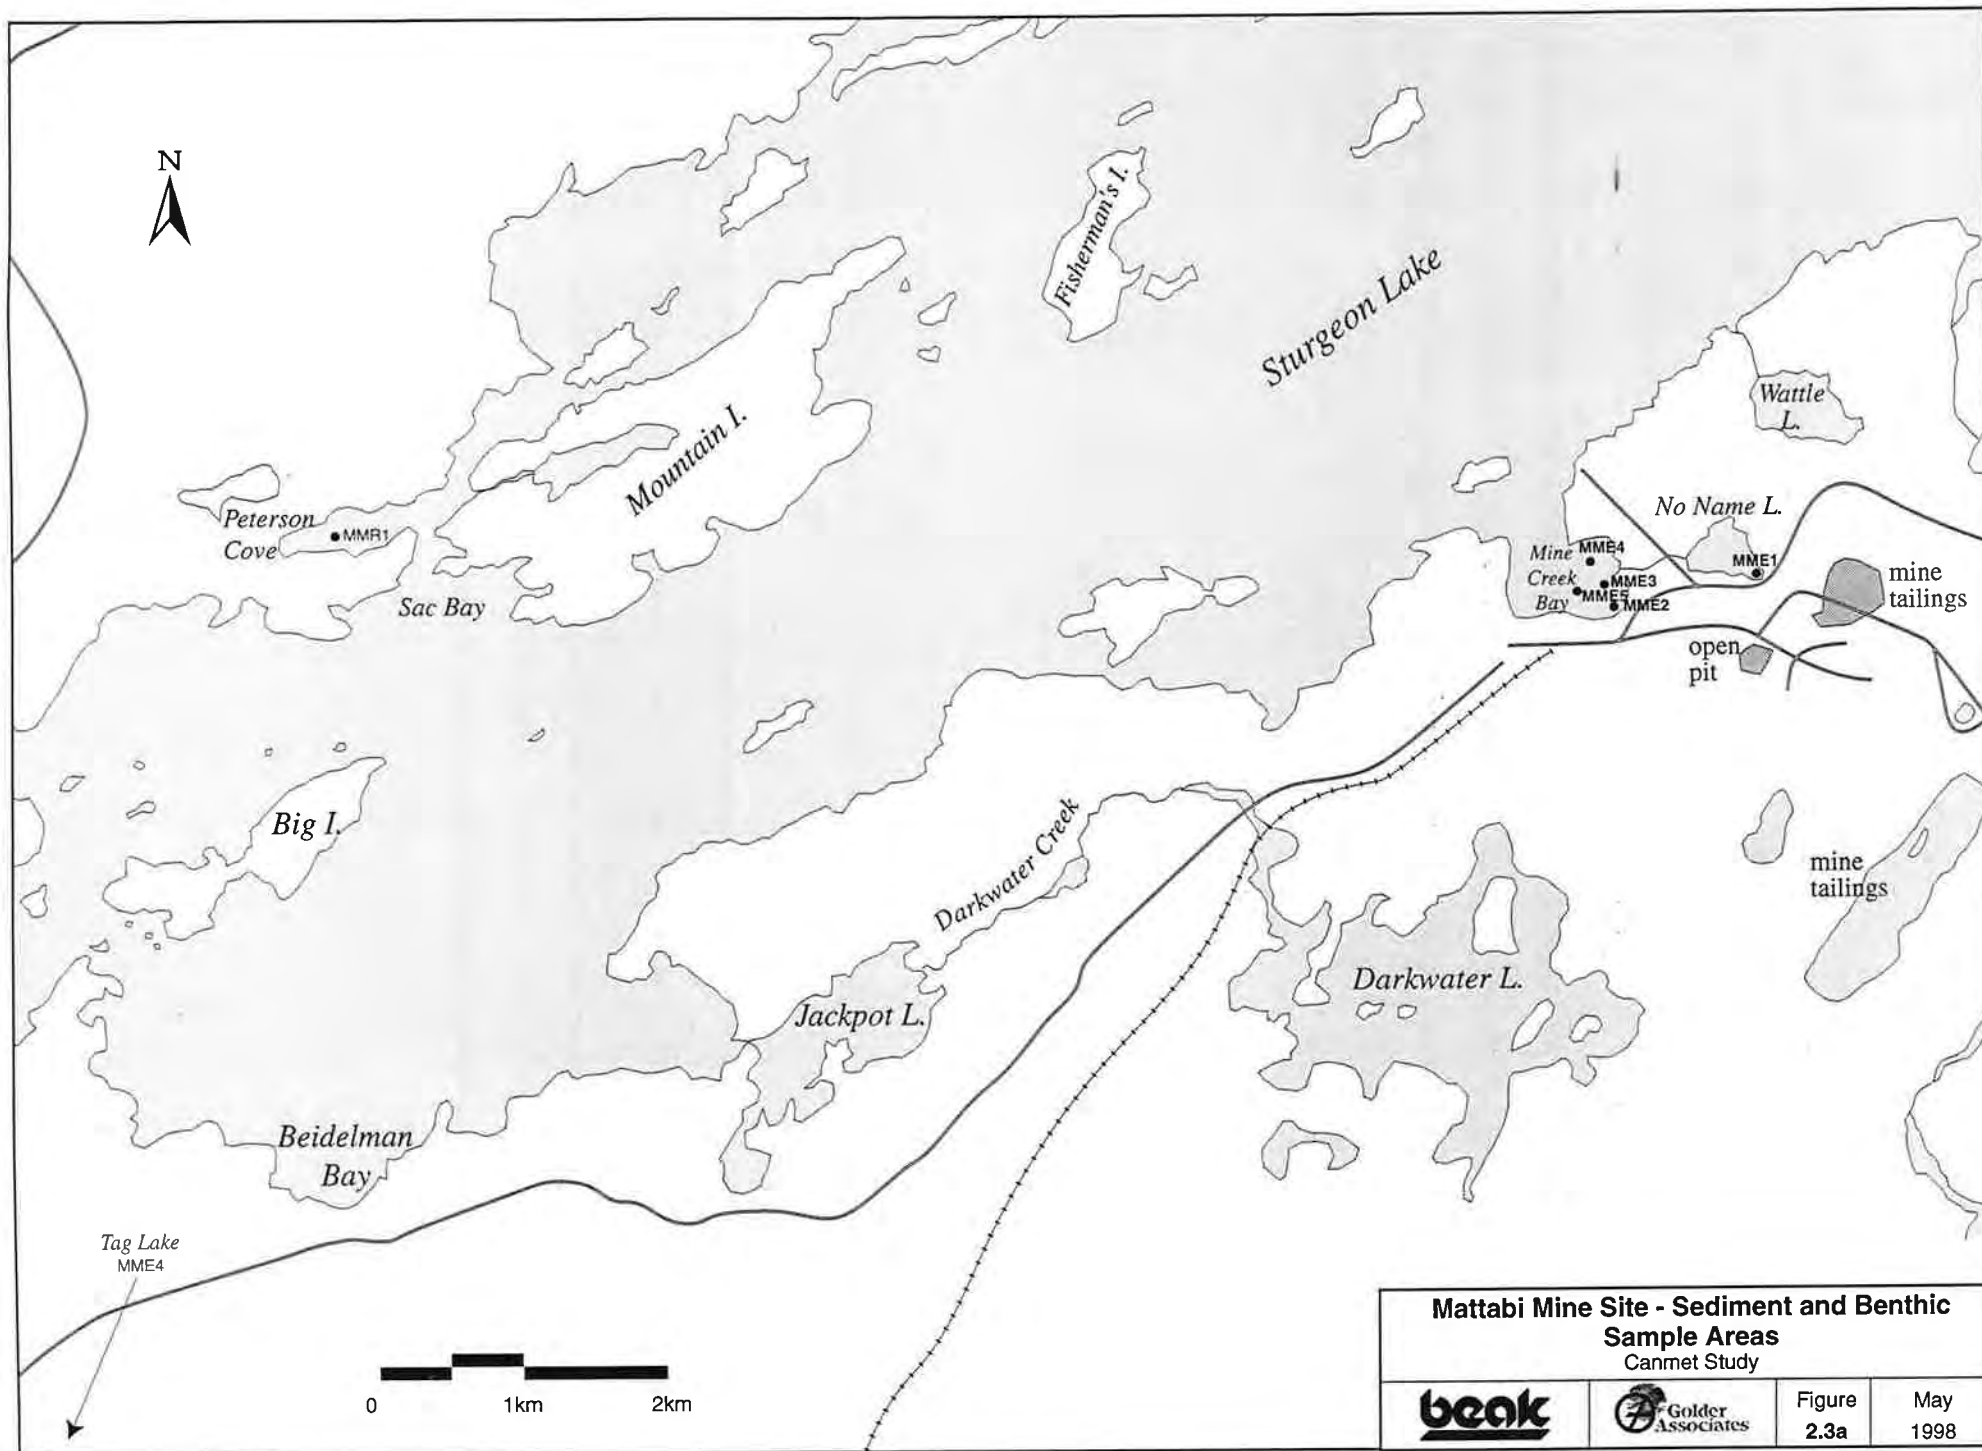 N
Fisherman's I.
Sturgeon Lake
Wattle
L.
Mountain I.
No Name L.
Peterson
Cove
MMR1
Mine
Creek
Bay
MME4
MME3
MME5
MME2
MME1
mine
tailings
Sac Bay
open
pit
Big I.
Darkwater Creek
mine
tailings
Darkwater L.
Jackpot L.
Beidelman
Bay
Tag Lake
MME4
0
1km
2km
Mattabi Mine Site - Sediment and Benthic
Sample Areas
Canmet Study
beak
Golder
Associates
Figure
2.3a
May
1998